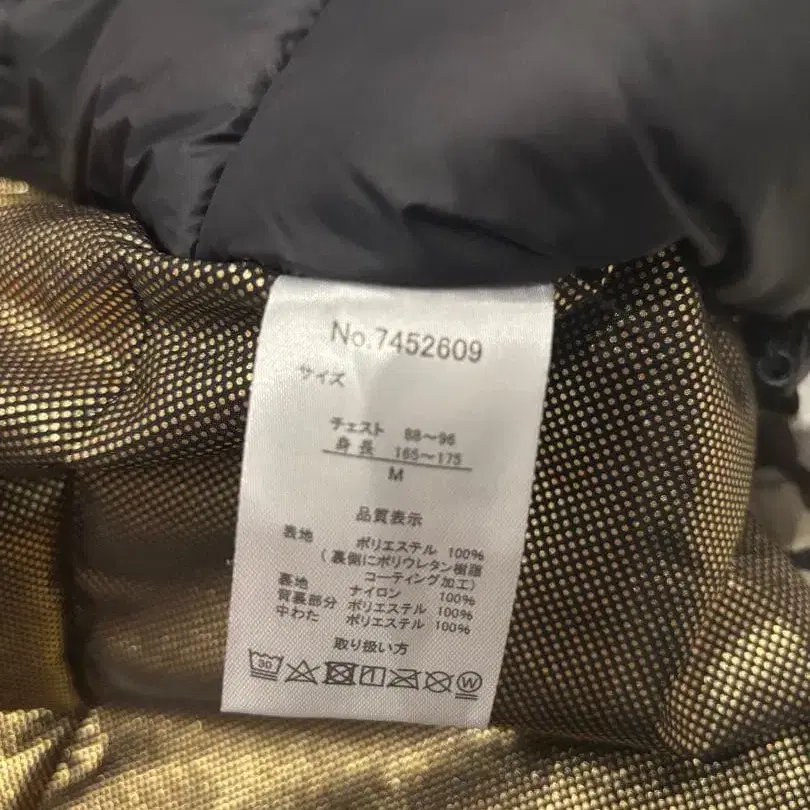 No.7452609
サイズ
チェスト 88～96
身長 165～175
M
品質表示
表地 ポリエステル 100%
(裏側にポリウレタン樹脂
コーティング加工)
裏地 ナイロン 100%
背裏部分 ポリエステル 100%
中わた ポリエステル 100%
取り扱い方
30 W